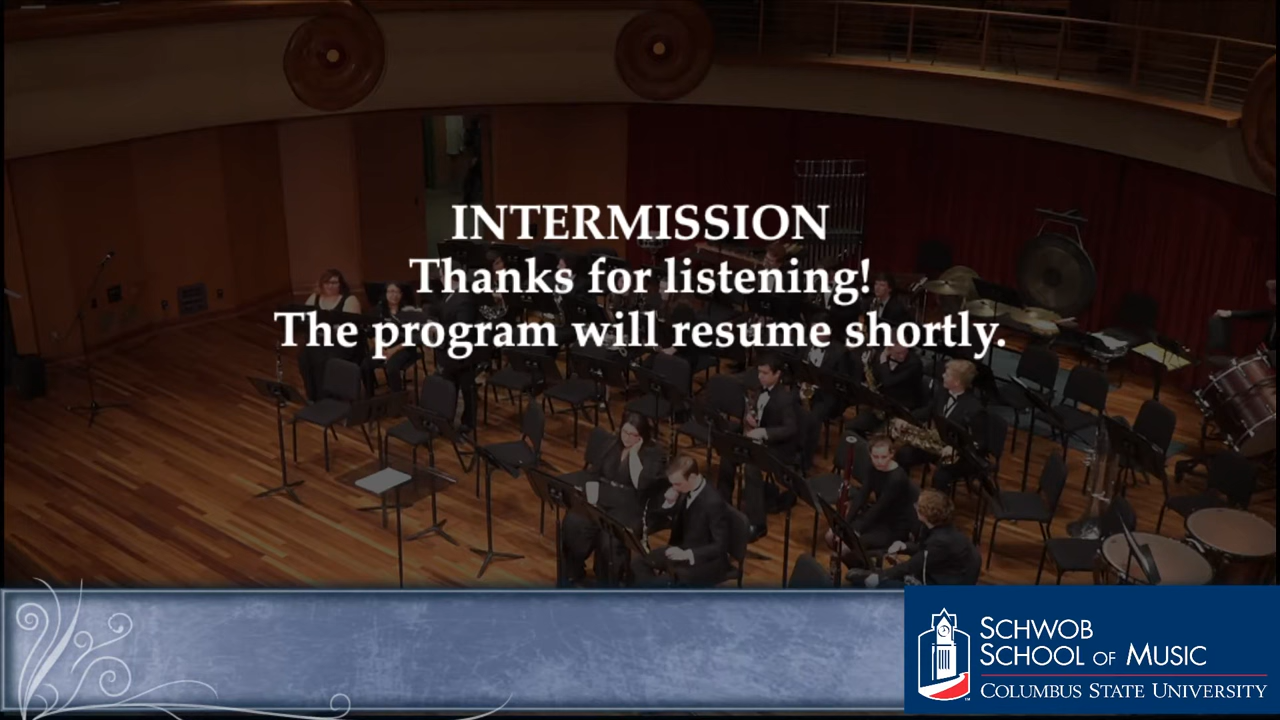 INTERMISSION
Thanks for listening!
The program will resume shortly.
SCHWOB
SCHOOL OF MUSIC
COLUMBUS STATE UNIVERSITY